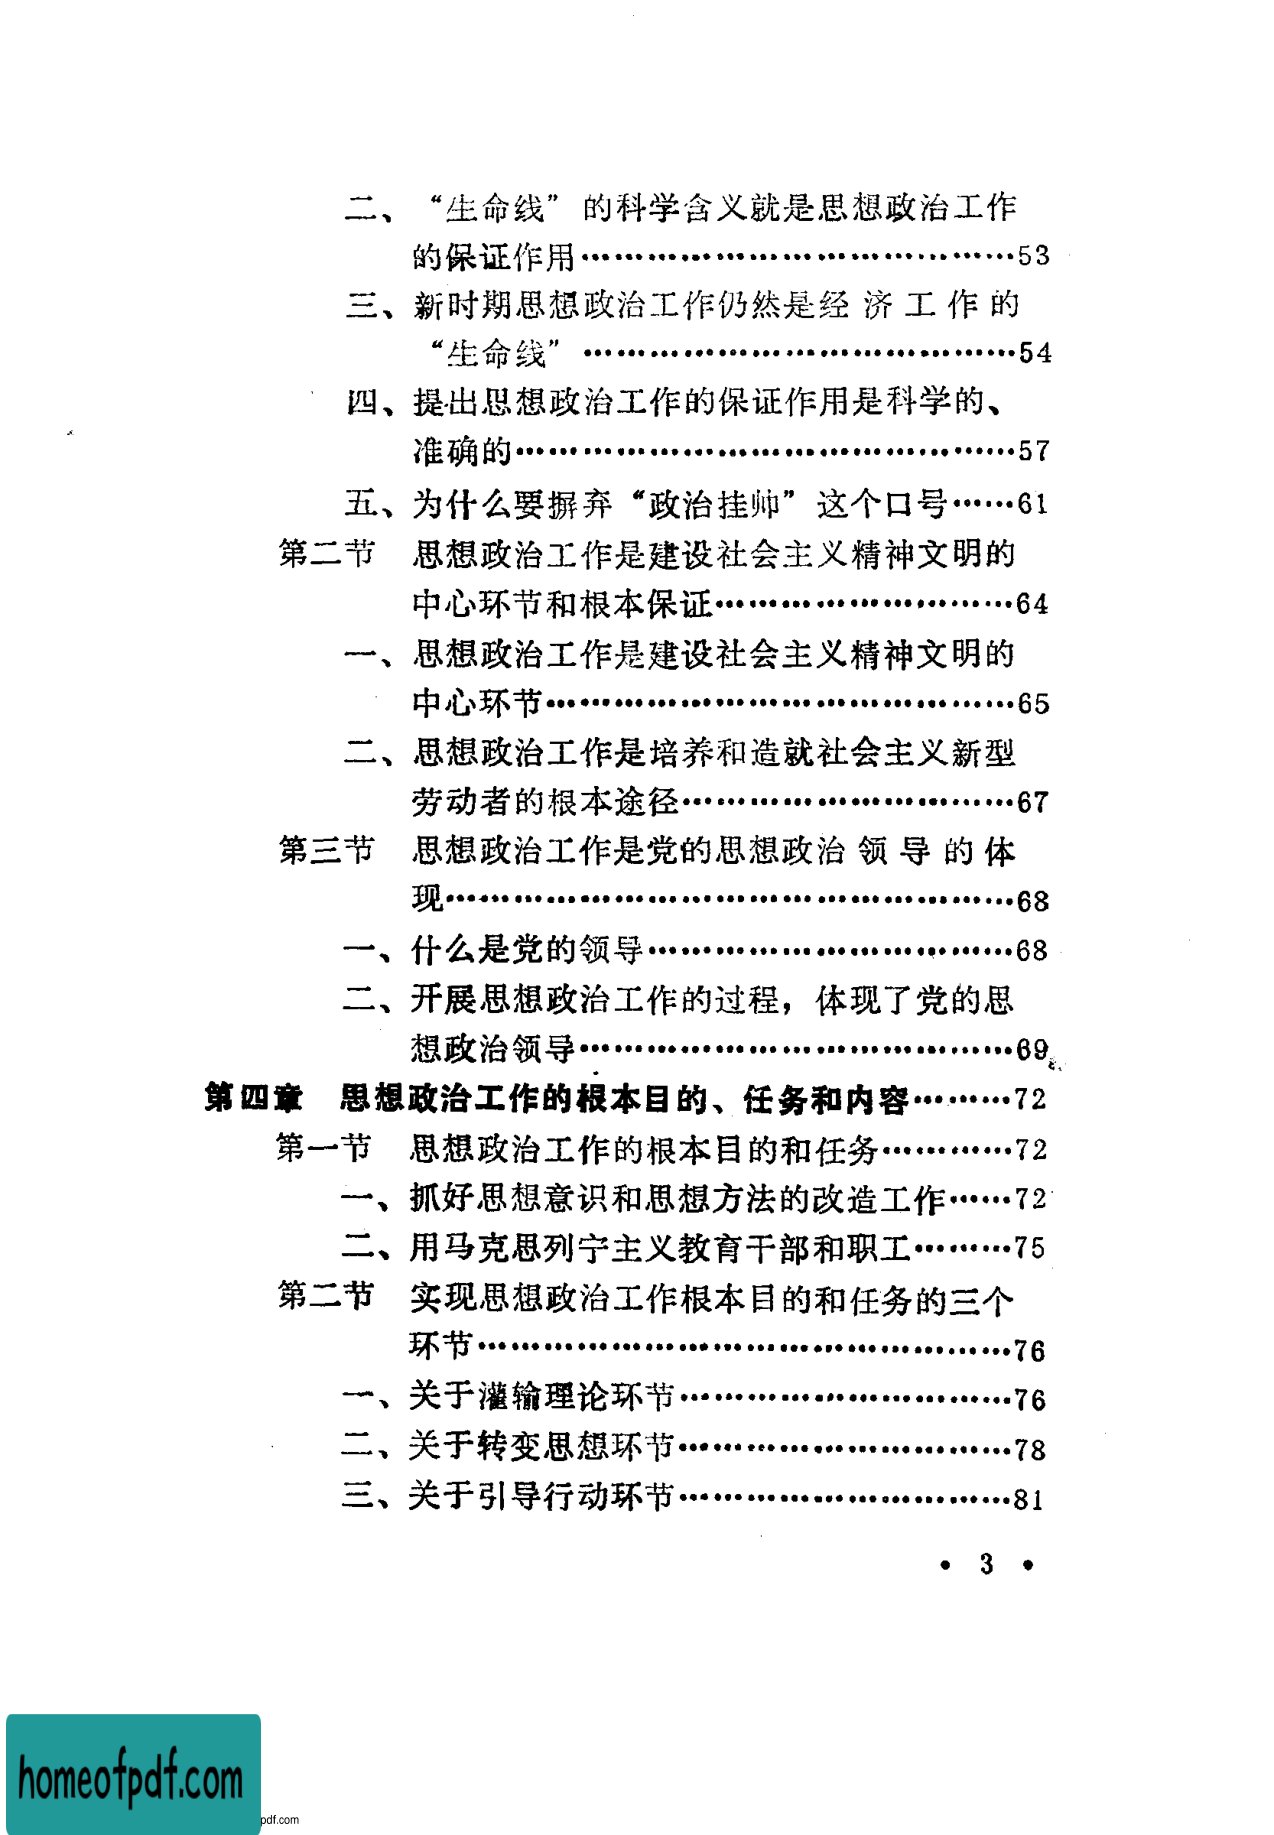 二、“生命线”的科学含义就是思想政治工作
的保证作用……………………………………53
三、新时期思想政治工作仍然是经济工作的
“生命线”……………………………………54
四、提出思想政治工作的保证作用是科学的、
准确的…………………………………………57
五、为什么要摒弃“政治挂帅”这个口号……61
第二节 思想政治工作是建设社会主义精神文明的
中心环节和根本保证…………………………64
一、思想政治工作是建设社会主义精神文明的
中心环节………………………………………65
二、思想政治工作是培养和造就社会主义新型
劳动者的根本途径……………………………67
第三节 思想政治工作是党的思想政治领导的体
现………………………………………………68
一、什么是党的领导………………………………68
二、开展思想政治工作的过程，体现了党的思
想政治领导……………………………………69
第四章 思想政治工作的根本目的、任务和内容………72
第一节 思想政治工作的根本目的和任务…………72
一、抓好思想意识和思想方法的改造工作……72
二、用马克思列宁主义教育干部和职工………75
第二节 实现思想政治工作根本目的和任务的三个
环节……………………………………………76
一、关于灌输理论环节……………………………76
二、关于转变思想环节……………………………78
三、关于引导行动环节……………………………81
• 3 •
homeofpdf.com
pdf.com